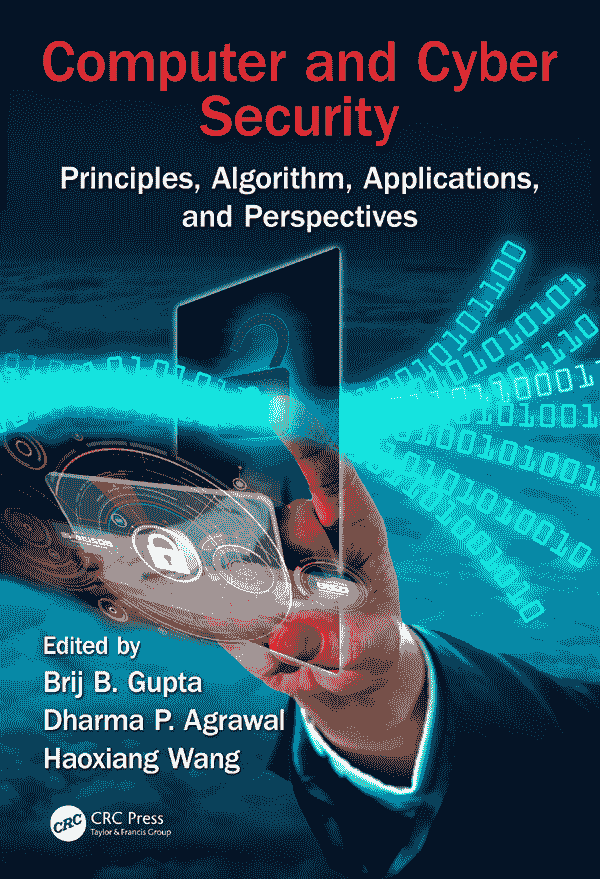 Computer and Cyber
Security
Principles, Algorithm, Applications,
and Perspectives
Edited by
Brij B. Gupta
Dharma P. Agrawal
Haoxiang Wang
CRC
CRC Press
Taylor & Francis Group